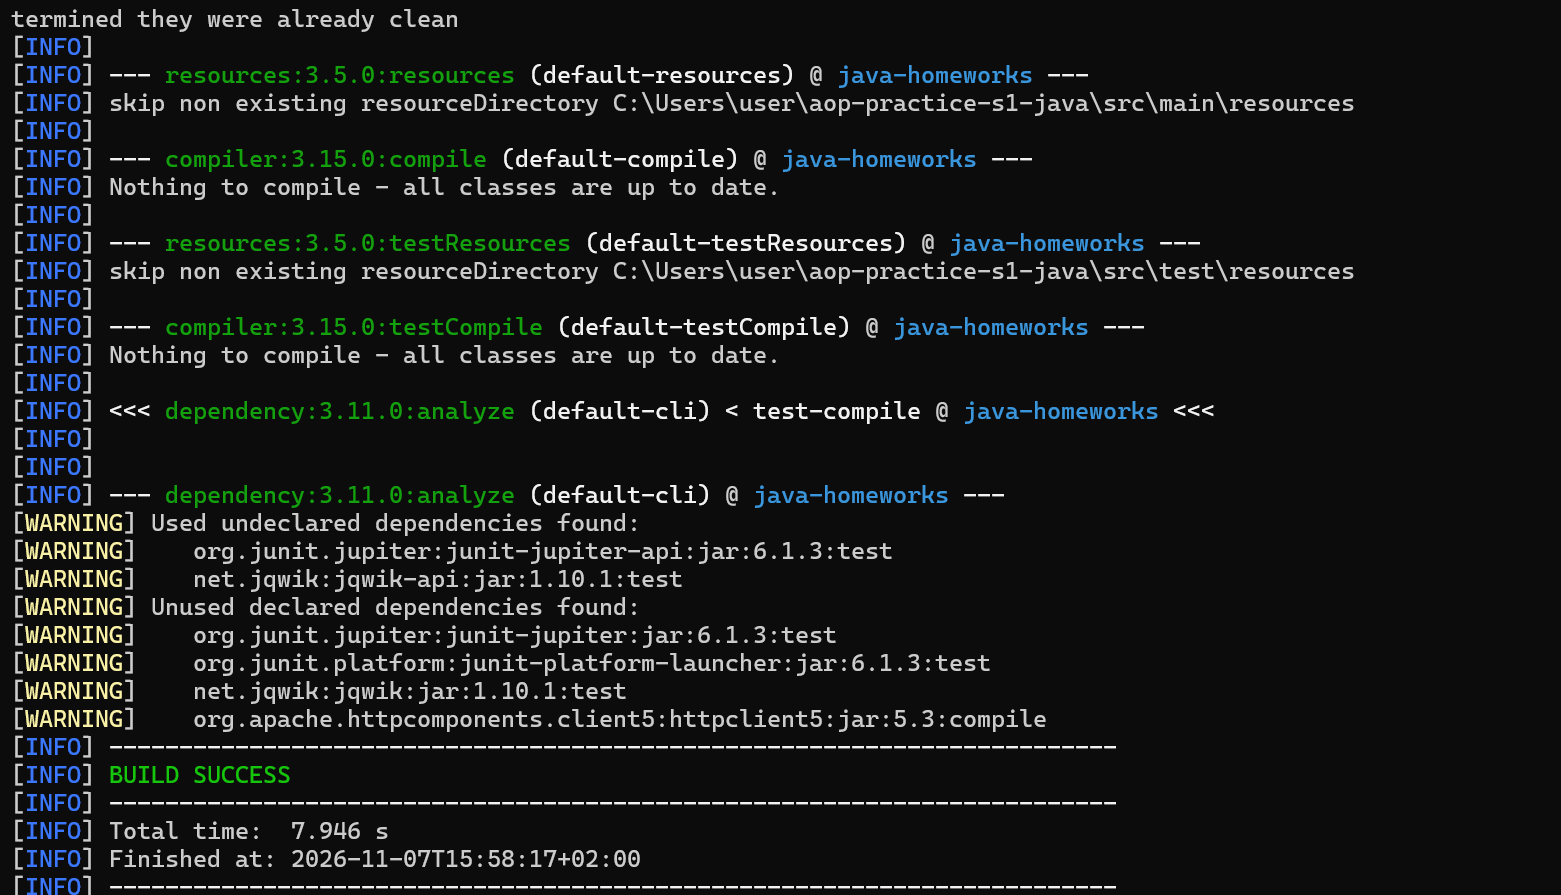 termined they were already clean
[INFO]
[INFO] --- resources:3.5.0:resources (default-resources) @ java-homeworks ---
[INFO] skip non existing resourceDirectory C:\Users\user\aop-practice-s1-java\src\main\resources
[INFO]
[INFO] --- compiler:3.15.0:compile (default-compile) @ java-homeworks ---
[INFO] Nothing to compile - all classes are up to date.
[INFO]
[INFO] --- resources:3.5.0:testResources (default-testResources) @ java-homeworks ---
[INFO] skip non existing resourceDirectory C:\Users\user\aop-practice-s1-java\src\test\resources
[INFO]
[INFO] --- compiler:3.15.0:testCompile (default-testCompile) @ java-homeworks ---
[INFO] Nothing to compile - all classes are up to date.
[INFO]
[INFO] <<< dependency:3.11.0:analyze (default-cli) < test-compile @ java-homeworks <<<
[INFO]
[INFO]
[INFO] --- dependency:3.11.0:analyze (default-cli) @ java-homeworks ---
[WARNING] Used undeclared dependencies found:
[WARNING]    org.junit.jupiter:junit-jupiter-api:jar:6.1.3:test
[WARNING]    net.jqwik:jqwik-api:jar:1.10.1:test
[WARNING] Unused declared dependencies found:
[WARNING]    org.junit.jupiter:junit-jupiter:jar:6.1.3:test
[WARNING]    org.junit.platform:junit-platform-launcher:jar:6.1.3:test
[WARNING]    net.jqwik:jqwik:jar:1.10.1:test
[WARNING]    org.apache.httpcomponents.client5:httpclient5:jar:5.3:compile
[INFO] ------------------------------------------------------------------------
[INFO] BUILD SUCCESS
[INFO] ------------------------------------------------------------------------
[INFO] Total time:  7.946 s
[INFO] Finished at: 2026-11-07T15:58:17+02:00
[INFO] ------------------------------------------------------------------------